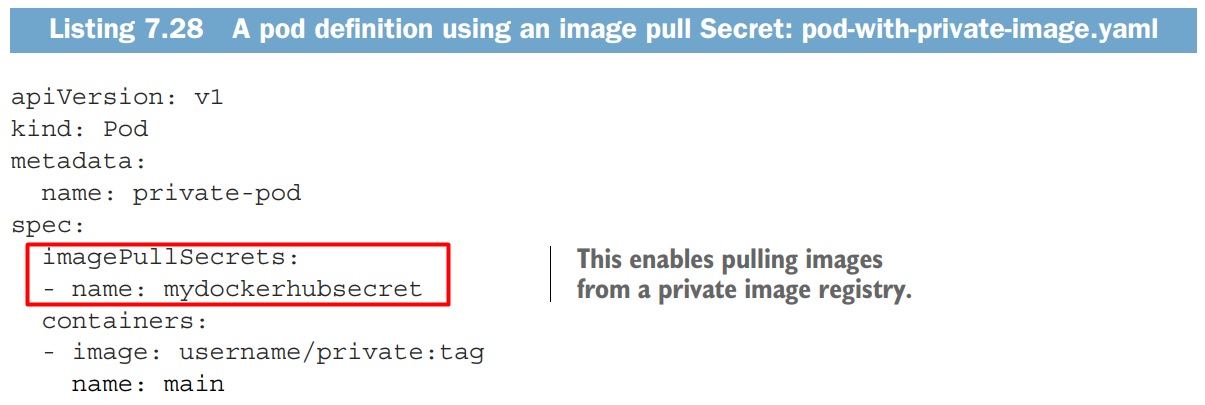 Listing 7.28 A pod definition using an image pull Secret: pod-with-private-image.yaml
apiVersion: v1
kind: Pod
metadata:
  name: private-pod
spec:
  imagePullSecrets:
  - name: mydockerhubsecret
This enables pulling images
from a private image registry.
  containers:
  - image: username/private:tag
    name: main